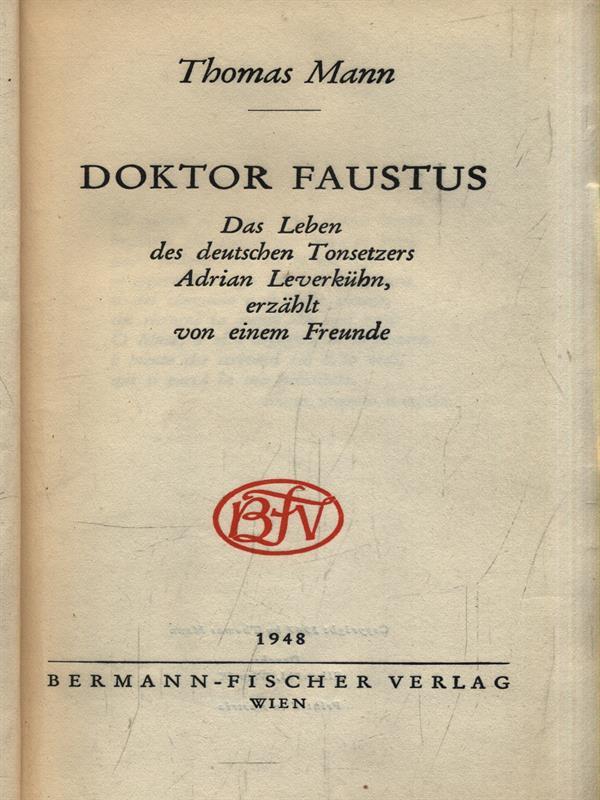 Thomas Mann
DOKTOR FAUSTUS
Das Leben
des deutschen Tonsetzers
Adrian Leverkühn,
erzählt
von einem Freunde
BFV
1948
BERMANN-FISCHER VERLAG
WIEN